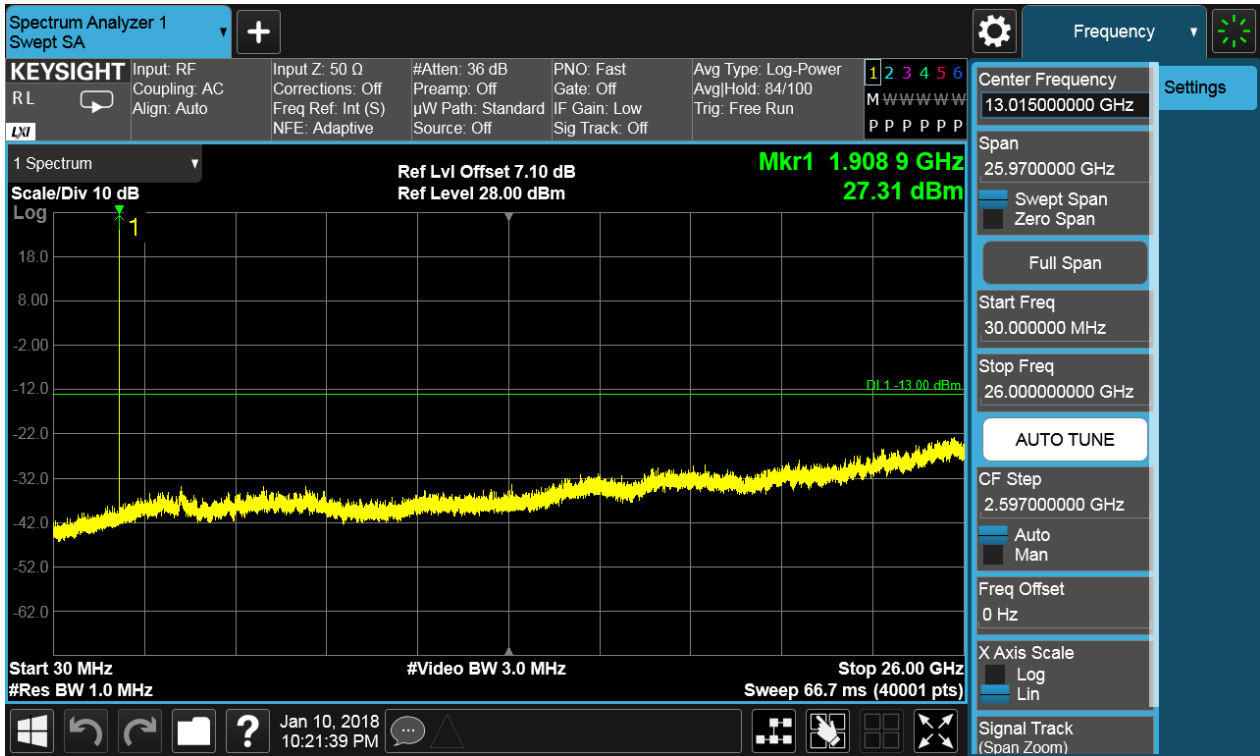 Spectrum Analyzer 1
Swept SA
Frequency
KEYSIGHT
RL
LXI
Input: RF
Coupling: AC
Align: Auto
Input Z: 50 Ω
Corrections: Off
Freq Ref: Int (S)
NFE: Adaptive
#Atten: 36 dB
Preamp: Off
µW Path: Standard
Source: Off
PNO: Fast
Gate: Off
IF Gain: Low
Sig Track: Off
Avg Type: Log-Power
Avg|Hold: 84/100
Trig: Free Run
1 2 3 4 5 6
M W W W W W
P P P P P P
1 Spectrum
Scale/Div 10 dB
Log
Ref Lvl Offset 7.10 dB
Ref Level 28.00 dBm
Mkr1 1.908 9 GHz
27.31 dBm
1
18.0
8.00
-2.00
-12.0
-22.0
-32.0
-42.0
-52.0
-62.0
DL1 -13.00 dBm
Start 30 MHz
#Res BW 1.0 MHz
#Video BW 3.0 MHz
Stop 26.00 GHz
Sweep 66.7 ms (40001 pts)
Center Frequency
13.015000000 GHz
Span
25.9700000 GHz
Swept Span
Zero Span
Full Span
Start Freq
30.000000 MHz
Stop Freq
26.000000000 GHz
AUTO TUNE
CF Step
2.597000000 GHz
Auto
Man
Freq Offset
0 Hz
X Axis Scale
Log
Lin
Signal Track
(Span Zoom)
Settings
?
Jan 10, 2018
10:21:39 PM